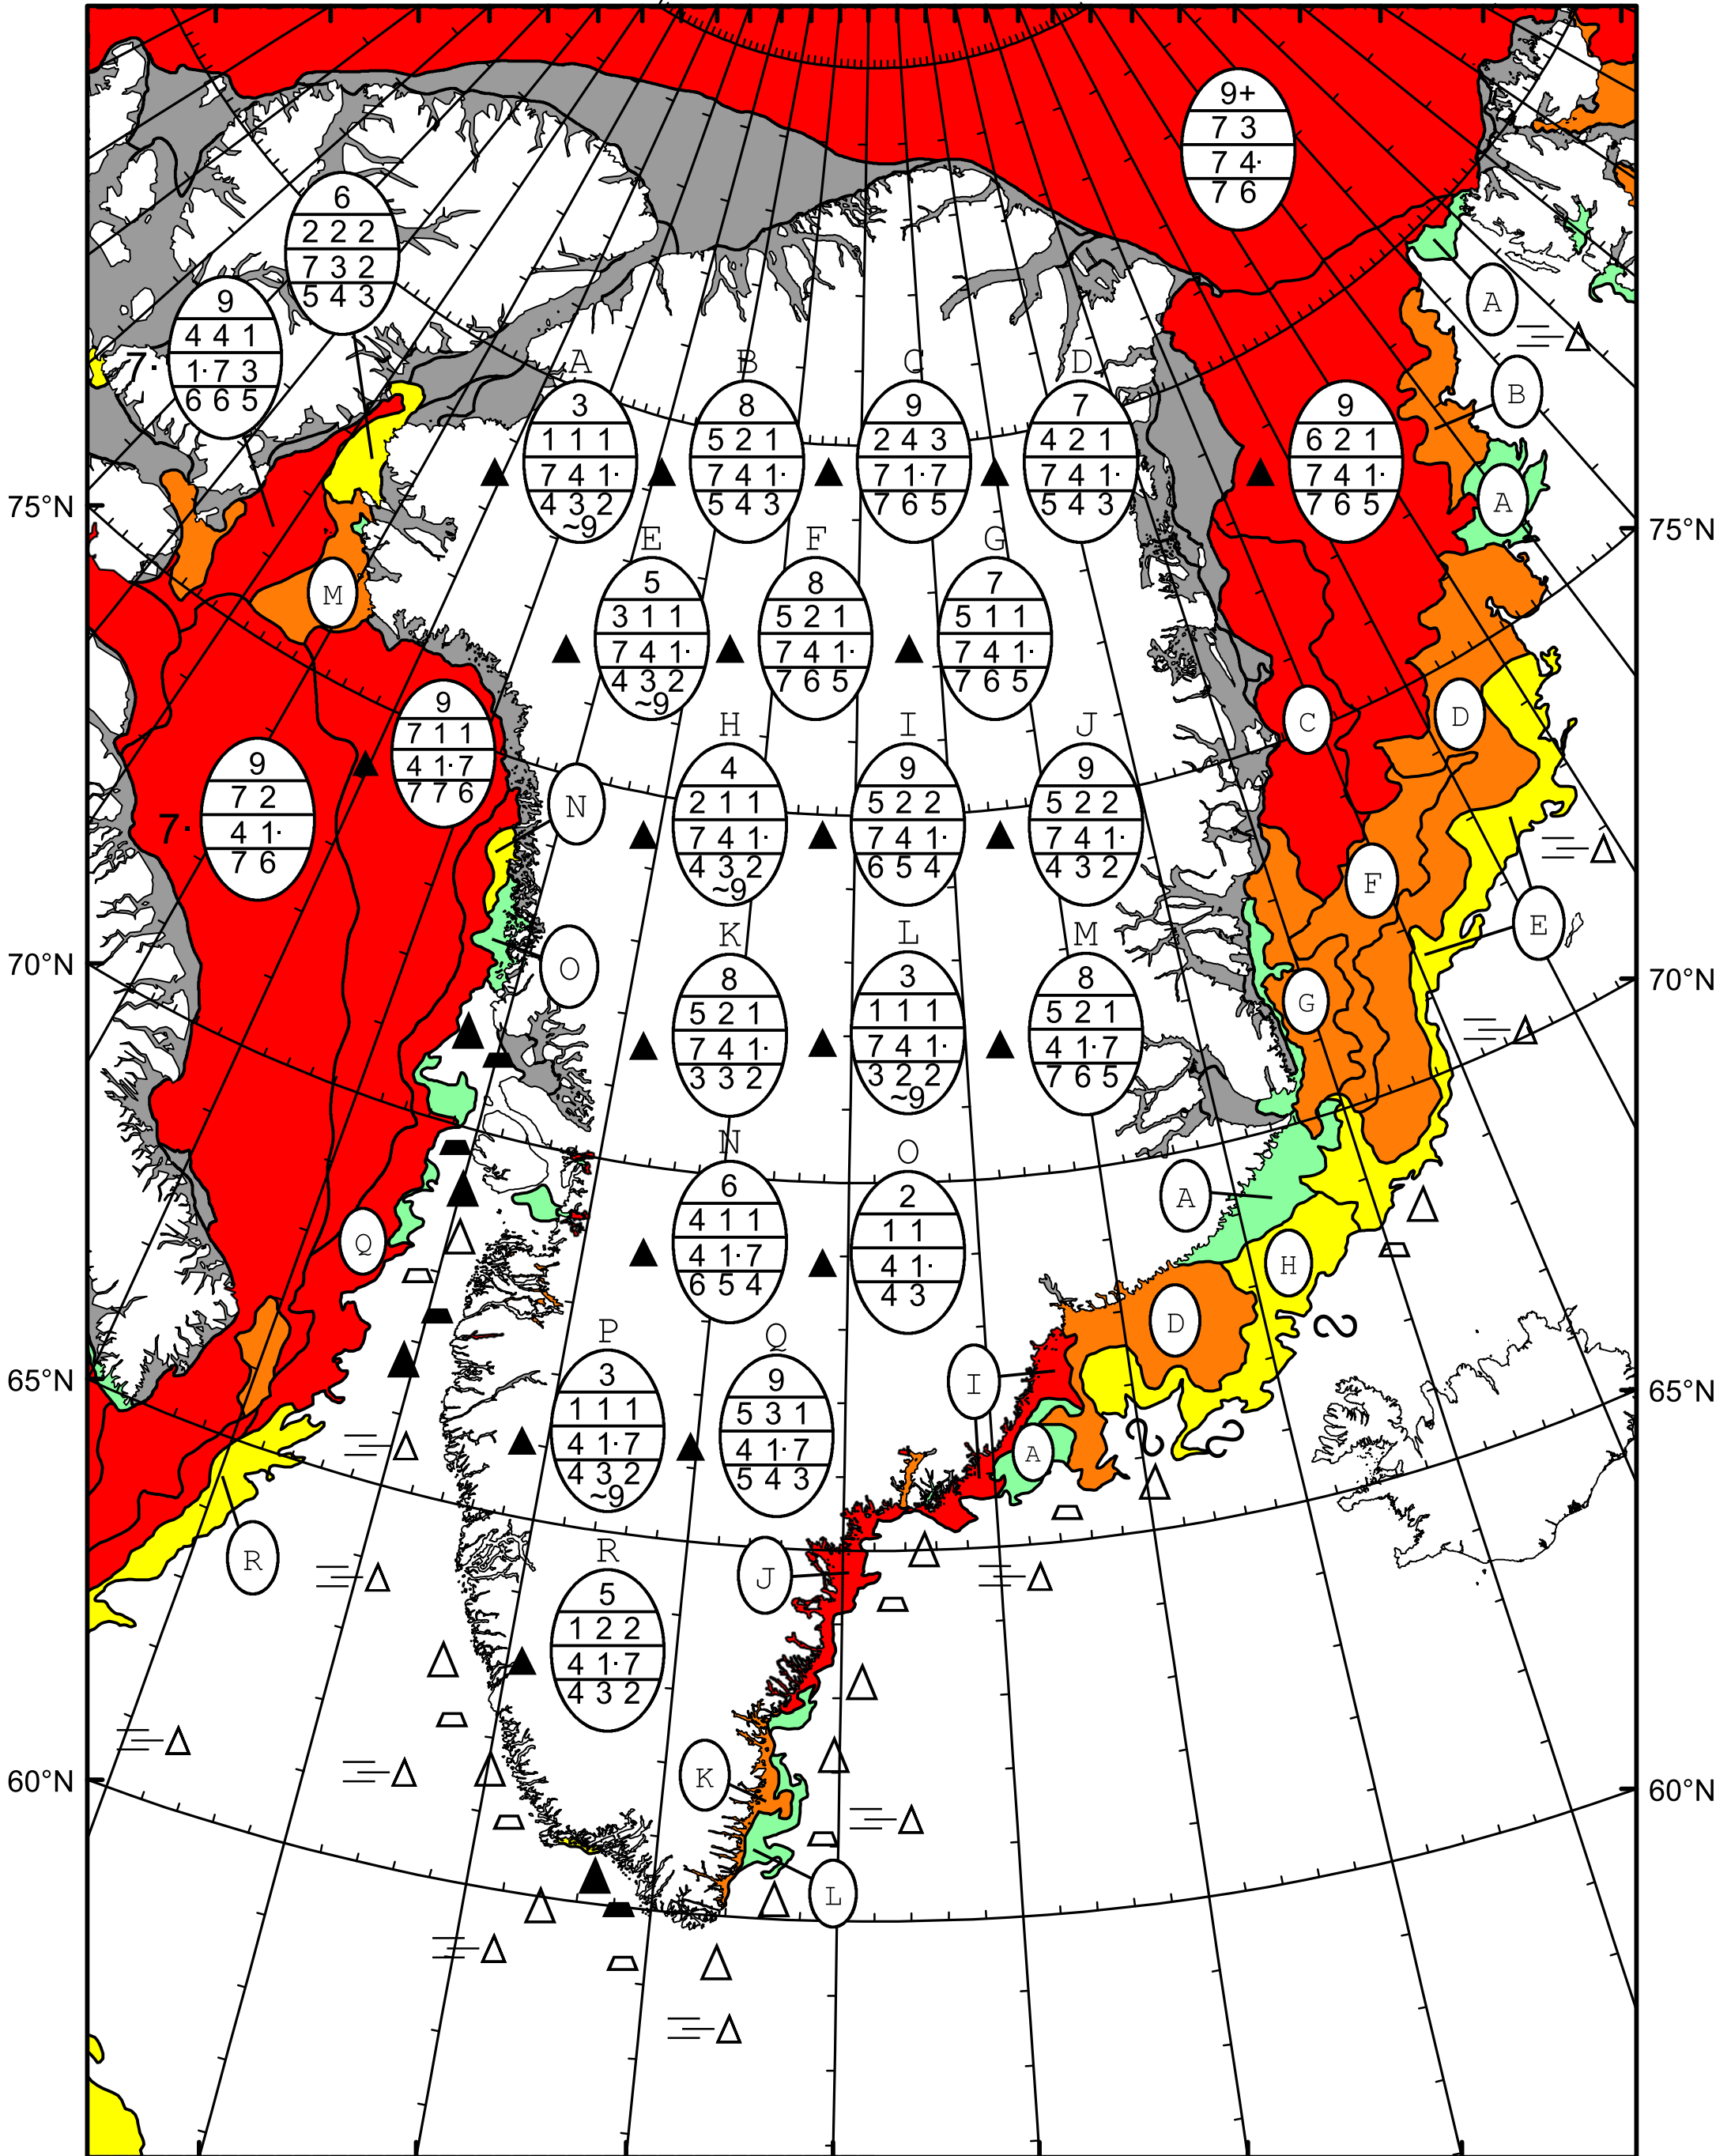 9+
7 3
7 4·
7 6
6
2 2 2
7 3 2
5 4 3
9
4 4 1
7· 1·7 3
6 6 5
A
B
A
3
1 1 1
7 4 1·
4 3 2
~9
B
8
5 2 1
7 4 1·
5 4 3
C
9
2 4 3
7 1·7
7 6 5
D
7
4 2 1
7 4 1·
5 4 3
9
6 2 1
7 4 1·
7 6 5
A
75°N
75°N
E
5
3 1 1
7 4 1·
4 3 2
~9
F
8
5 2 1
7 4 1·
7 6 5
G
7
5 1 1
7 4 1·
7 6 5
M
9
7 1 1
4 1·7
7 7 6
C
D
9
7 2
7· 4 1·
7 6
N
H
4
2 1 1
7 4 1·
4 3 2
~9
I
9
5 2 2
7 4 1·
6 5 4
J
9
5 2 2
7 4 1·
4 3 2
F
E
O
70°N
70°N
K
8
5 2 1
7 4 1·
3 3 2
L
3
1 1 1
7 4 1·
3 2 2
~9
M
8
5 2 1
4 1·7
7 6 5
G
N
6
4 1 1
4 1·7
6 5 4
O
2
1 1
4 1·
4 3
A
Q
H
D
P
3
1 1 1
4 1·7
4 3 2
~9
Q
9
5 3 1
4 1·7
5 4 3
I
65°N
65°N
A
R
J
R
5
1 2 2
4 1·7
4 3 2
K
60°N
60°N
L